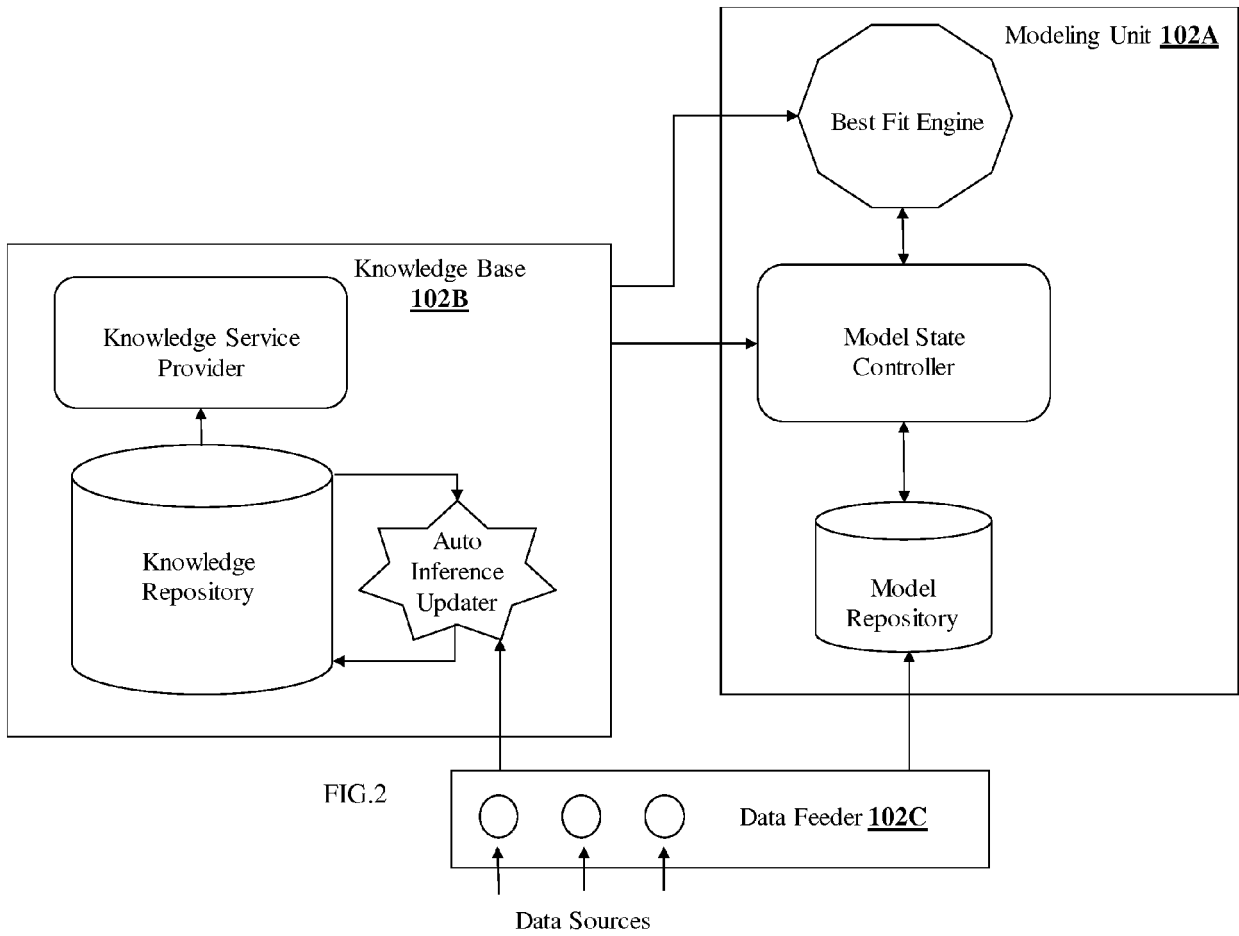 Modeling Unit 102A
Best Fit Engine
Knowledge Base
102B
Knowledge Service
Provider
Model State
Controller
Knowledge
Repository
Auto
Inference
Updater
Model
Repository
FIG.2
Data Feeder 102C
Data Sources